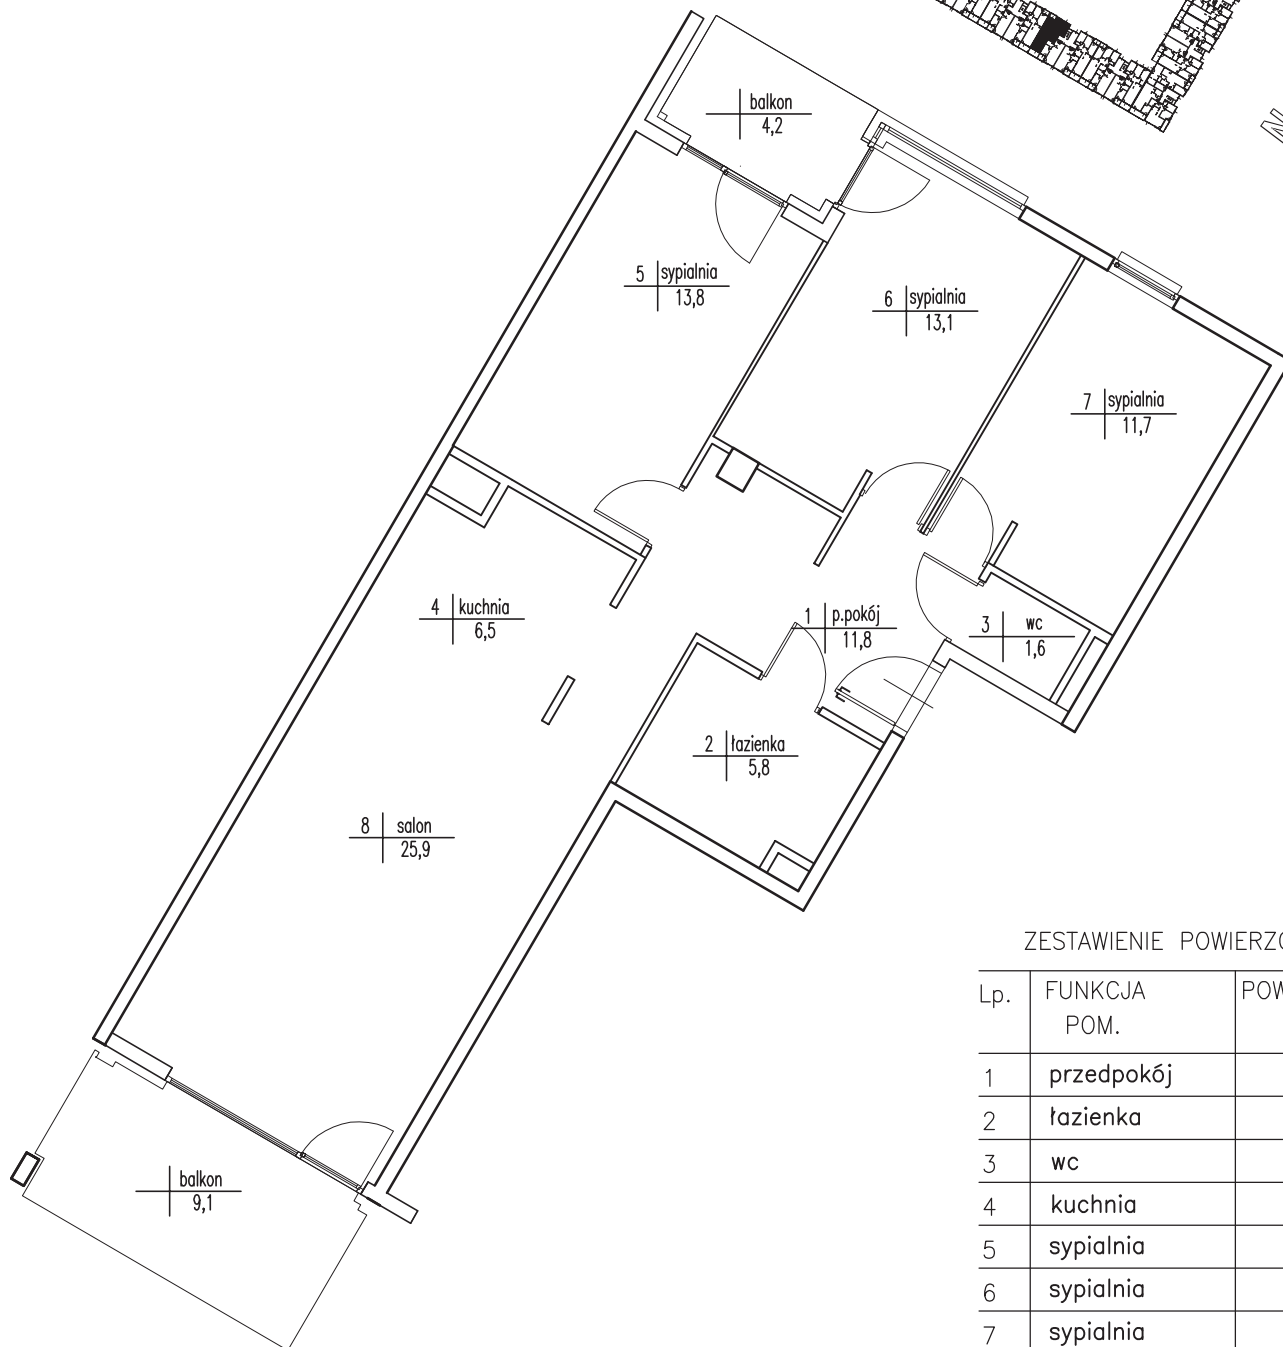 balkon
4,2
5 sypialnia
13,8
6 sypialnia
13,1
7 sypialnia
11,7
4 kuchnia
6,5
1 p.pokój
11,8
3 wc
1,6
2 łazienka
5,8
8 salon
25,9
balkon
9,1
ZESTAWIENIE POWIERZ
Lp. FUNKCJA POW
POM.
1 przedpokój
2 łazienka
3 wc
4 kuchnia
5 sypialnia
6 sypialnia
7 sypialnia